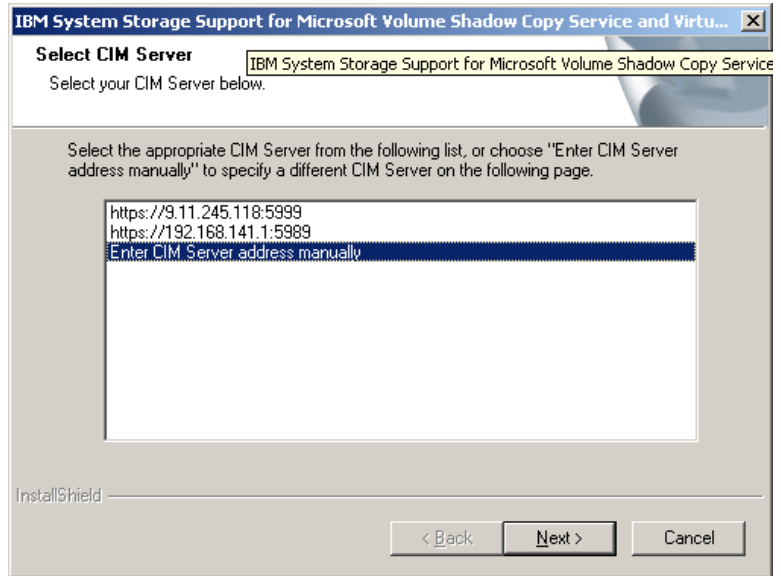 IBM System Storage Support for Microsoft Volume Shadow Copy Service and Virtu...
Select CIM Server
IBM System Storage Support for Microsoft Volume Shadow Copy Service
Select your CIM Server below.
Select the appropriate CIM Server from the following list, or choose "Enter CIM Server
address manually" to specify a different CIM Server on the following page.
https://9.11.245.118:5999
https://192.168.141.1:5989
Enter CIM Server address manually
InstallShield
< Back
Next >
Cancel